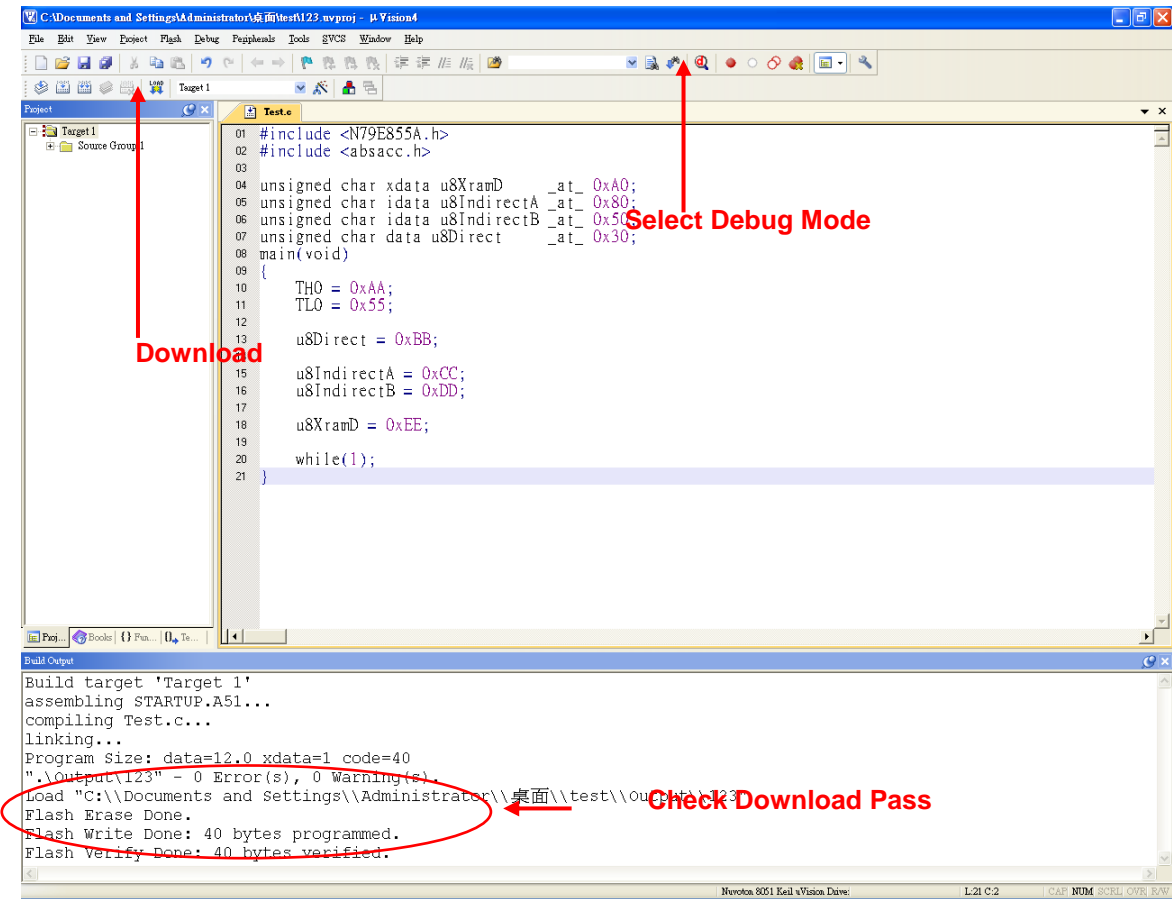 C:\Documents and Settings\Administrator\桌面\test\123.uvproj - µVision4
File Edit View Project Flash Debug Peripherals Tools SVCS Window Help
LOAD Target 1
Project
Test.c
Target 1
Source Group 1
01 #include <N79E855A.h>
02 #include <absacc.h>
03
04 unsigned char xdata u8XramD _at_ 0xA0;
05 unsigned char idata u8IndirectA _at_ 0x80;
06 unsigned char idata u8IndirectB _at_ 0x50;
Select Debug Mode
07 unsigned char data u8Direct _at_ 0x30;
08 main(void)
09 {
10 TH0 = 0xAA;
11 TL0 = 0x55;
12
13 u8Direct = 0xBB;
Download
15 u8IndirectA = 0xCC;
16 u8IndirectB = 0xDD;
17
18 u8XramD = 0xEE;
19
20 while(1);
21 }
Proj... Books {} Fun... 0 Te...
Build Output
Build target 'Target 1'
assembling STARTUP.A51...
compiling Test.c...
linking...
Program Size: data=12.0 xdata=1 code=40
".\Output\123" - 0 Error(s), 0 Warning(s).
Load "C:\\Documents and Settings\\Administrator\\桌面\\test\\Output\\123"
Check Download Pass
Flash Erase Done.
Flash Write Done: 40 bytes programmed.
Flash Verify Done: 40 bytes verified.
Nuvoton 8051 Keil uVision Drive: L:21 C:2 CAP NUM SCRL OVR R/W